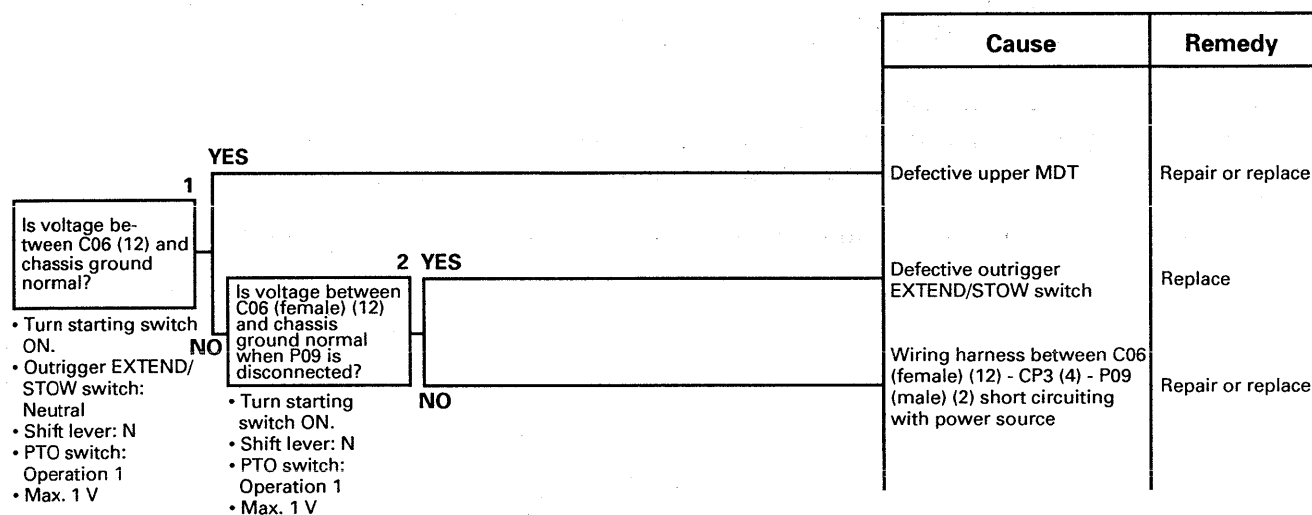 Cause
Remedy
YES
Defective upper MDT
Repair or replace
1
Is voltage be-
tween C06 (12) and
chassis ground
normal?
• Turn starting switch
ON.
• Outrigger EXTEND/
STOW switch:
Neutral
• Shift lever: N
• PTO switch:
Operation 1
• Max. 1 V
NO
2
YES
Is voltage between
C06 (female) (12)
and chassis
ground normal
when P09 is
disconnected?
• Turn starting
switch ON.
• Shift lever: N
• PTO switch:
Operation 1
• Max. 1 V
Defective outrigger
EXTEND/STOW switch
Replace
NO
Wiring harness between C06
(female) (12) - CP3 (4) - P09
(male) (2) short circuiting
with power source
Repair or replace